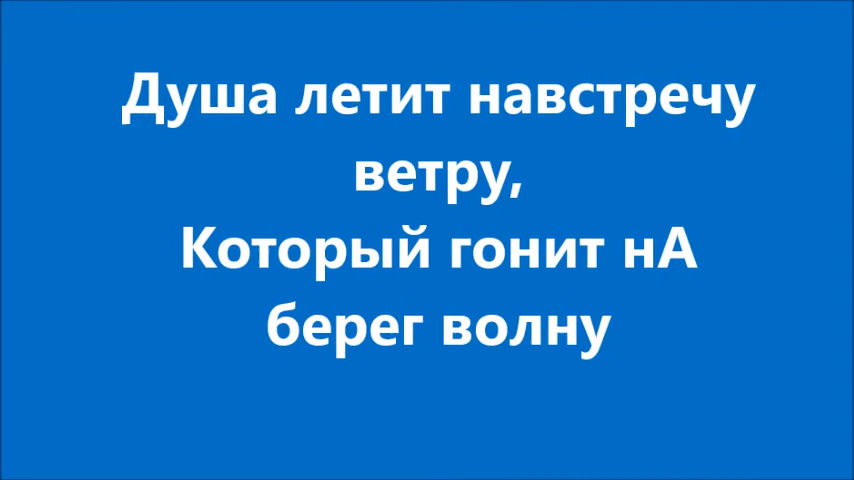 Душа летит навстречу
ветру,
Который гонит нА
берег волну